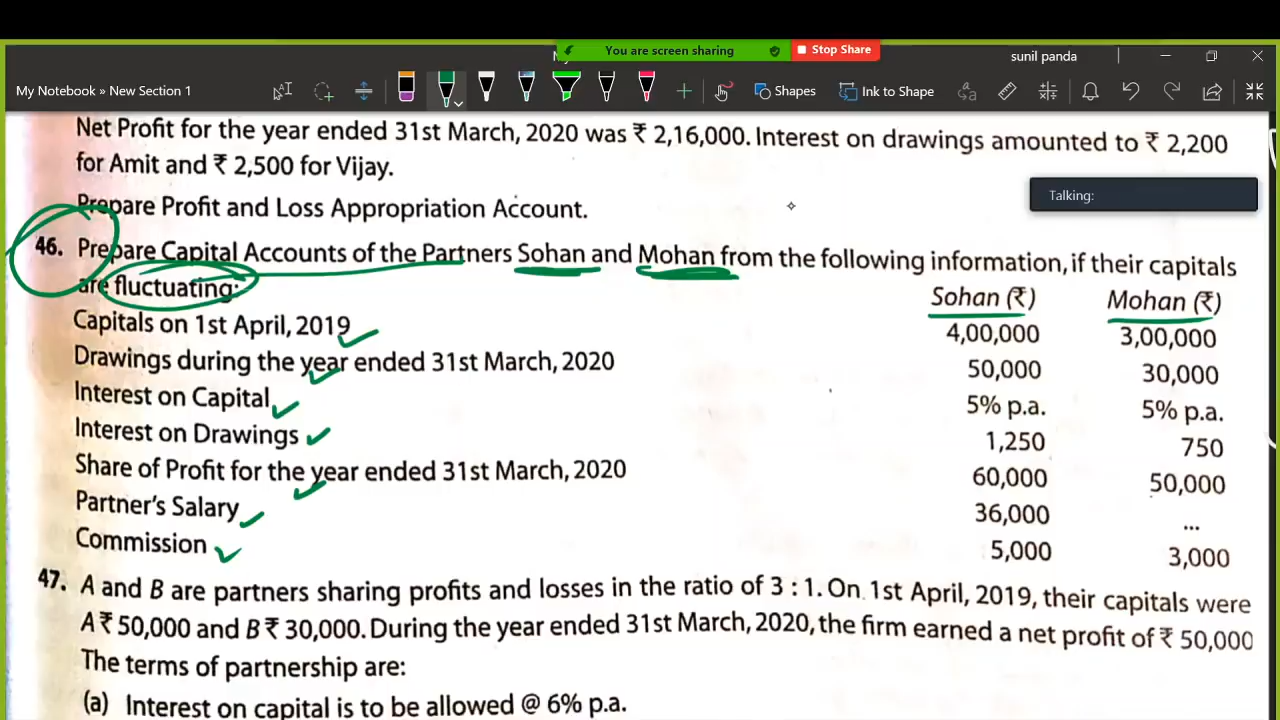 You are screen sharing
Stop Share
sunil panda
My Notebook » New Section 1
Shapes
Ink to Shape
Net Profit for the year ended 31st March, 2020 was ₹ 2,16,000. Interest on drawings amounted to ₹ 2,200
for Amit and ₹ 2,500 for Vijay.
Talking:
Prepare Profit and Loss Appropriation Account.
46. Prepare Capital Accounts of the Partners Sohan and Mohan from the following information, if their capitals
are fluctuating:
Sohan (₹) Mohan (₹)
Capitals on 1st April, 2019 4,00,000 3,00,000
Drawings during the year ended 31st March, 2020 50,000 30,000
Interest on Capital 5% p.a. 5% p.a.
Interest on Drawings 1,250 750
Share of Profit for the year ended 31st March, 2020 60,000 50,000
Partner's Salary 36,000 ...
Commission 5,000 3,000
47. A and B are partners sharing profits and losses in the ratio of 3 : 1. On 1st April, 2019, their capitals were
A ₹ 50,000 and B ₹ 30,000. During the year ended 31st March, 2020, the firm earned a net profit of ₹ 50,000
The terms of partnership are:
(a) Interest on capital is to be allowed @ 6% p.a.